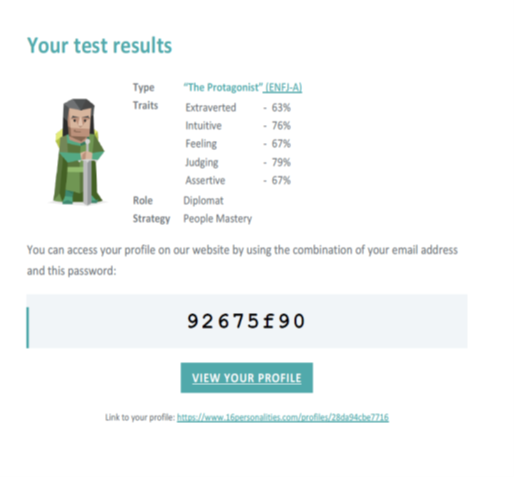 Your test results
Type "The Protagonist" (ENFJ-A)
Traits Extraverted - 63%
Intuitive - 76%
Feeling - 67%
Judging - 79%
Assertive - 67%
Role Diplomat
Strategy People Mastery
You can access your profile on our website by using the combination of your email address
and this password:
92675f90
VIEW YOUR PROFILE
Link to your profile: https://www.16personalities.com/profiles/28da94cbe7716